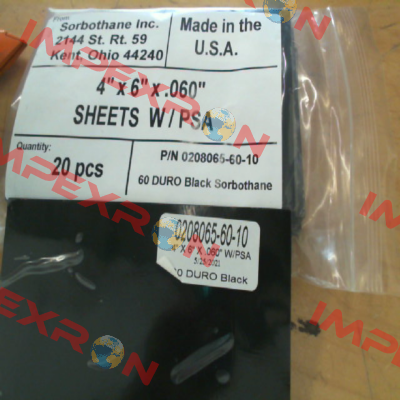 From
Sorbothane Inc.
2144 St. Rt. 59
Kent, Ohio 44240
Made in the
U.S.A.
4" x 6" x .060"
SHEETS W/PSA
Quantity:
20 pcs
P/N 0208065-60-10
60 DURO Black Sorbothane
0208065-60-10
4" X 6" X .060" W/PSA
60 DURO Black
IMPEXRON
IMPEXRON
IMPEXRON